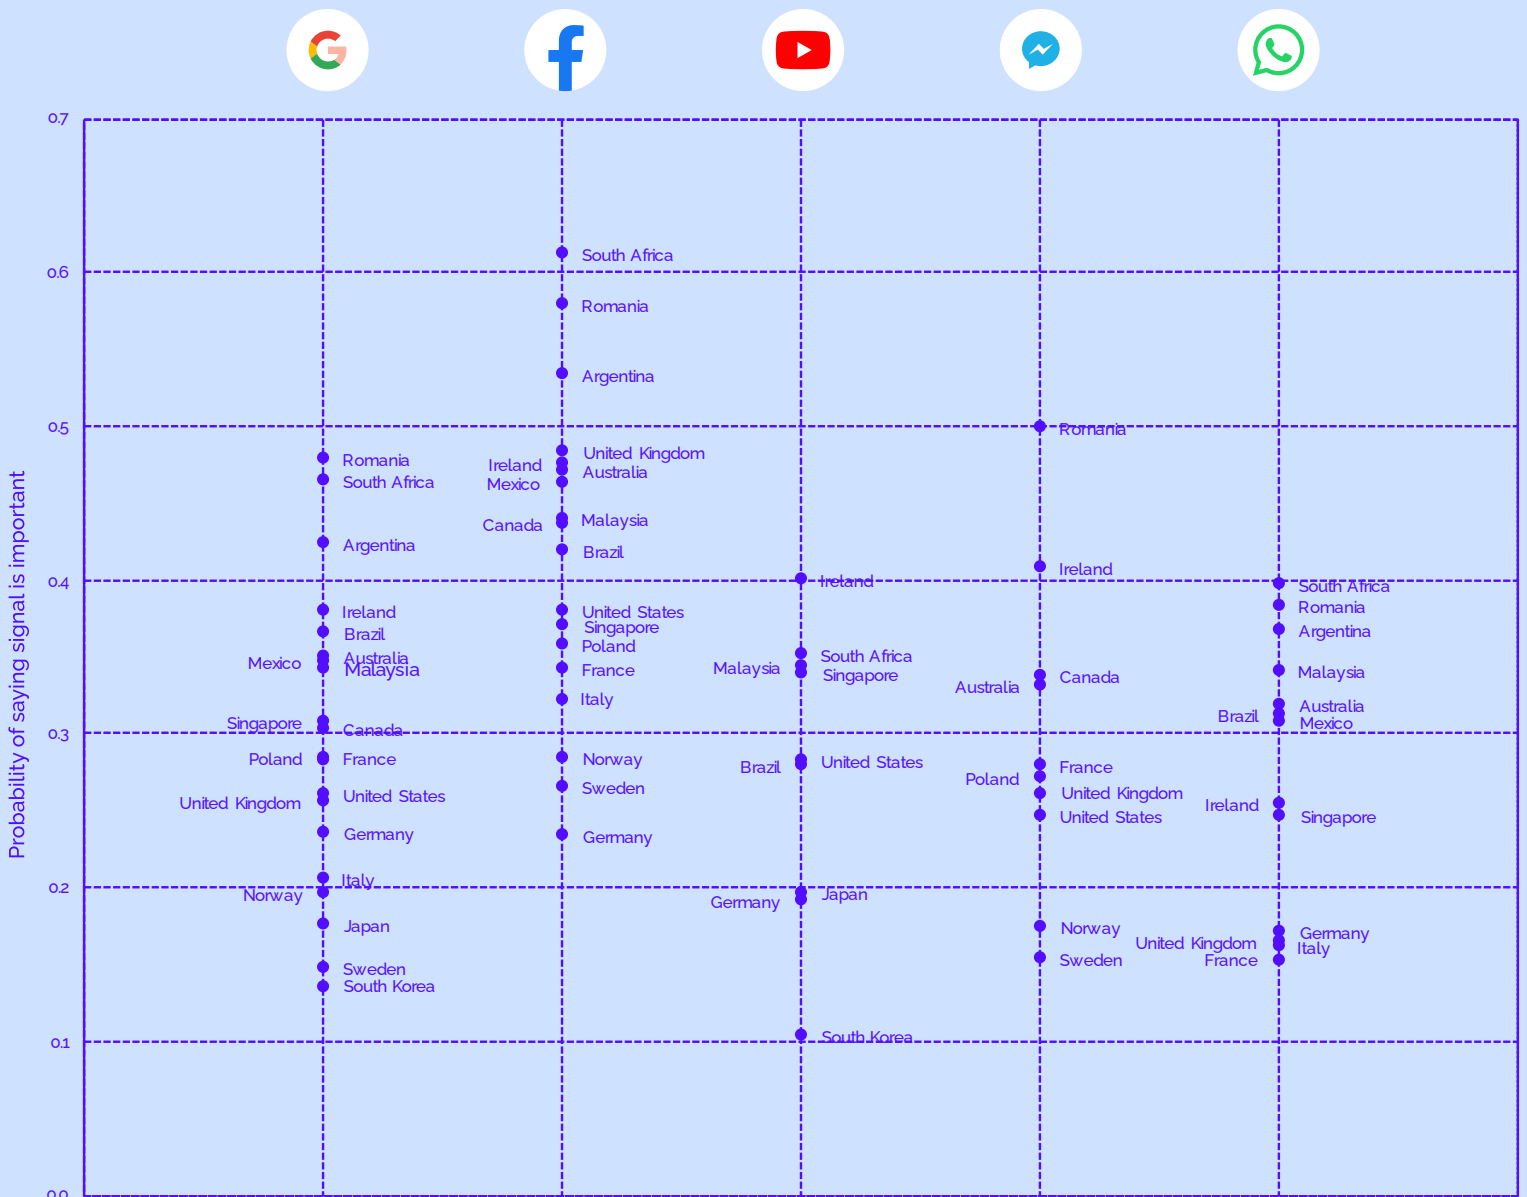 0.7
0.6
0.5
0.4
0.3
0.2
0.1
0.0
Probability of saying signal is important
Romania
South Africa
Argentina
Ireland
Brazil
Australia
Mexico
Malaysia
Singapore
Canada
Poland
France
United States
United Kingdom
Germany
Italy
Norway
Japan
Sweden
South Korea
South Africa
Romania
Argentina
United Kingdom
Ireland
Australia
Mexico
Malaysia
Canada
Brazil
United States
Singapore
Poland
France
Italy
Norway
Sweden
Germany
Ireland
South Africa
Malaysia
Singapore
United States
Brazil
Japan
Germany
South Korea
Romania
Ireland
Canada
Australia
France
Poland
United Kingdom
United States
Norway
Sweden
South Africa
Romania
Argentina
Malaysia
Australia
Brazil
Mexico
Ireland
Singapore
Germany
United Kingdom
Italy
France